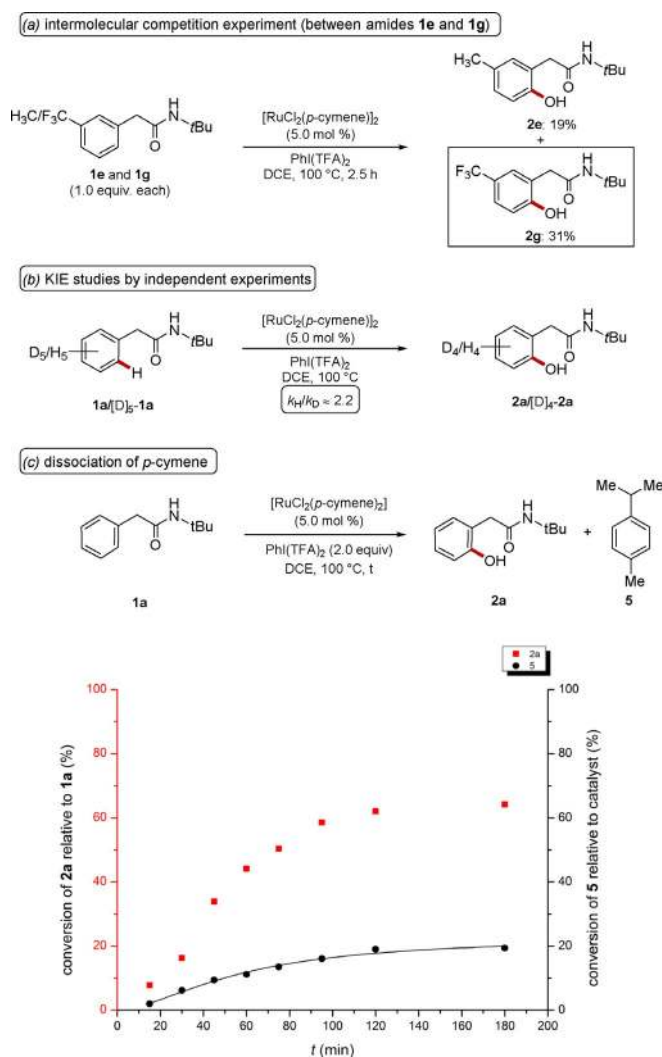 (a) intermolecular competition experiment (between amides 1e and 1g)
H3C/F3C
H
N
tBu
O
1e and 1g
(1.0 equiv. each)
[RuCl2(p-cymene)]2
(5.0 mol %)
PhI(TFA)2
DCE, 100 °C, 2.5 h
CH3
H
N
tBu
O
OH
2e: 19%
+
F3C
H
N
tBu
O
OH
2g: 31%
(b) KIE studies by independent experiments
D5/H5
H
N
tBu
O
H
1a/[D]5-1a
[RuCl2(p-cymene)]2
(5.0 mol %)
PhI(TFA)2
DCE, 100 °C
kH/kD ≈ 2.2
D4/H4
H
N
tBu
O
OH
2a/[D]4-2a
(c) dissociation of p-cymene
H
N
tBu
O
1a
[RuCl2(p-cymene)2]
(5.0 mol %)
PhI(TFA)2 (2.0 equiv)
DCE, 100 °C, t
H
N
tBu
O
OH
2a
+
Me
Me
Me
5
2a
5
conversion of 2a relative to 1a (%)
100
80
60
40
20
0
conversion of 5 relative to catalyst (%)
100
80
60
40
20
0
0 20 40 60 80 100 120 140 160 180 200
t (min)